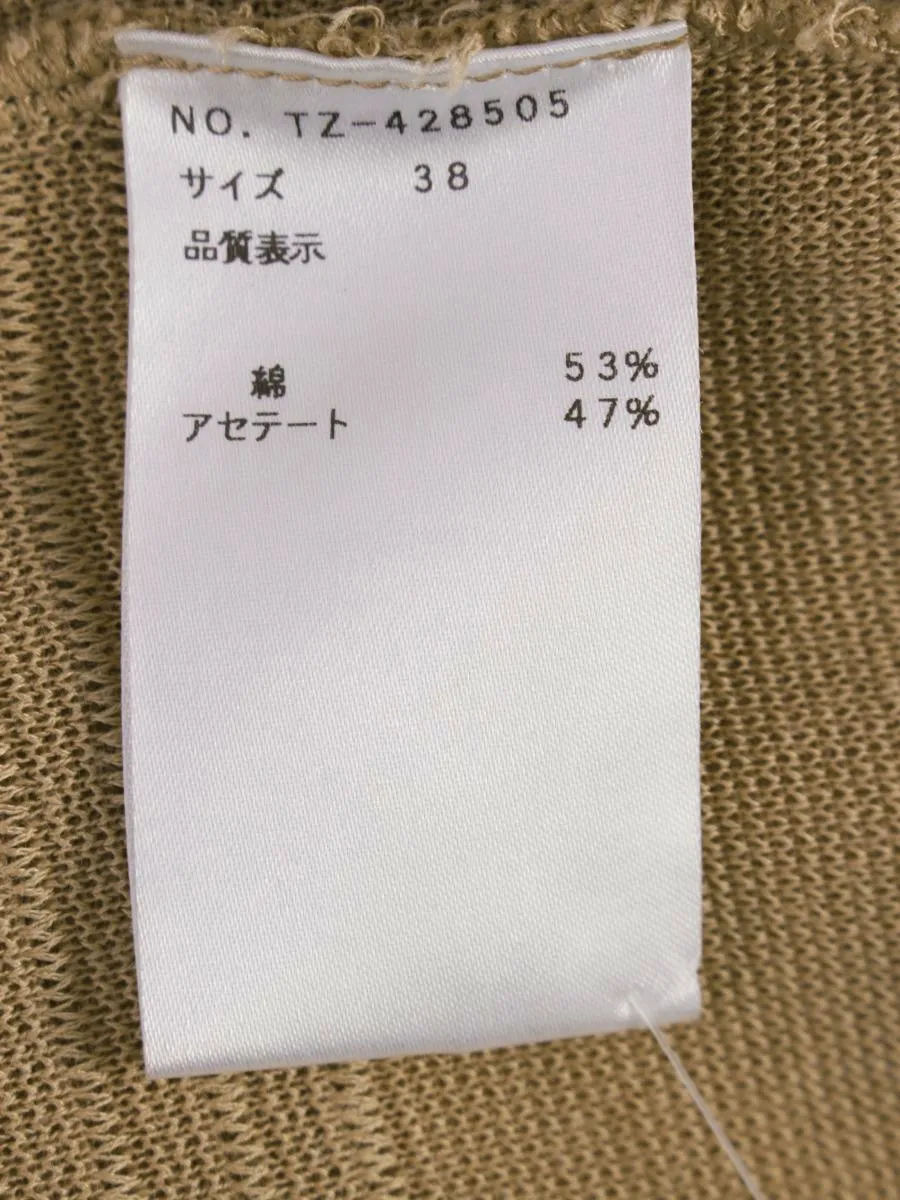 NO. TZ-428505
サイズ 38
品質表示
綿 53%
アセテート 47%